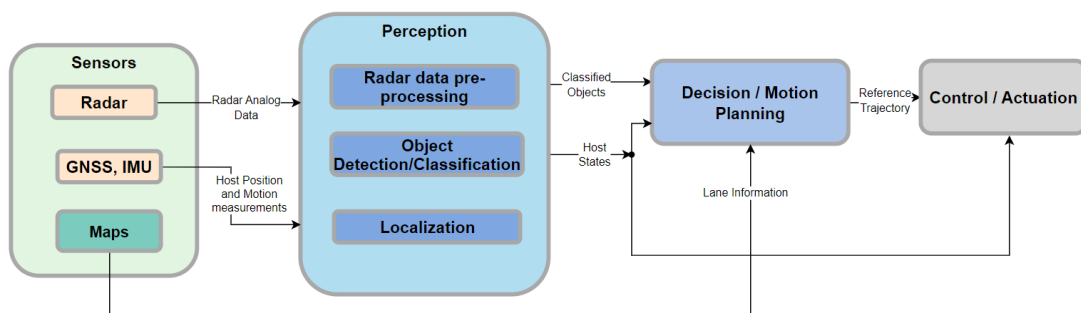 Sensors
Radar
GNSS, IMU
Maps
Radar Analog
Data
Host Position
and Motion
measurements
Perception
Radar data pre-
processing
Object
Detection/Classification
Localization
Classified
Objects
Host
States
Decision / Motion
Planning
Lane Information
Reference
Trajectory
Control / Actuation